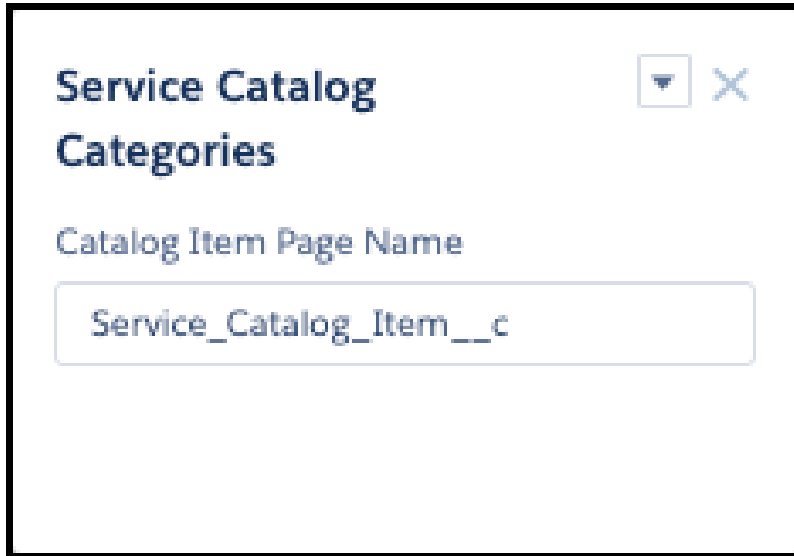 Service Catalog
Categories
Catalog Item Page Name
Service_Catalog_Item__c